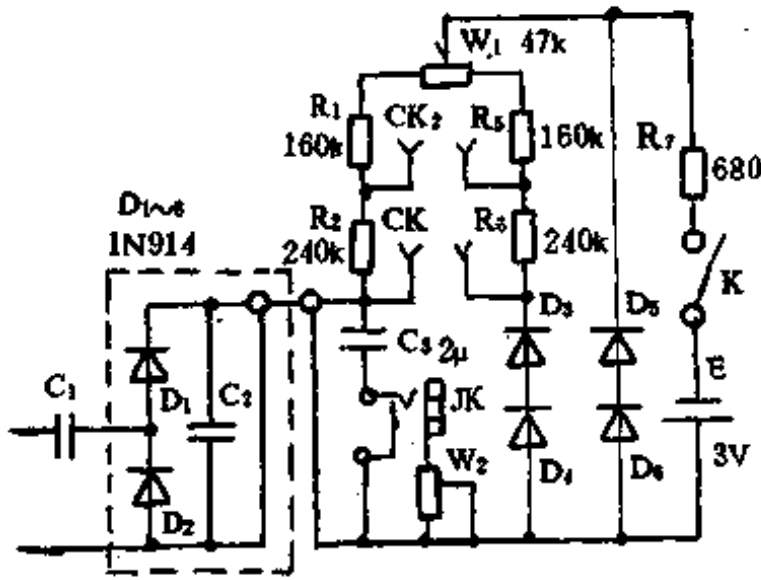 W1 47k
R1
160k
CK2
R5
160k
R7
680
D1~6
1N914
R2
240k
CK
R6
240k
K
C1
D1
C2
C3 2μ
JK
W2
D3
D4
D5
D6
E
3V
D2